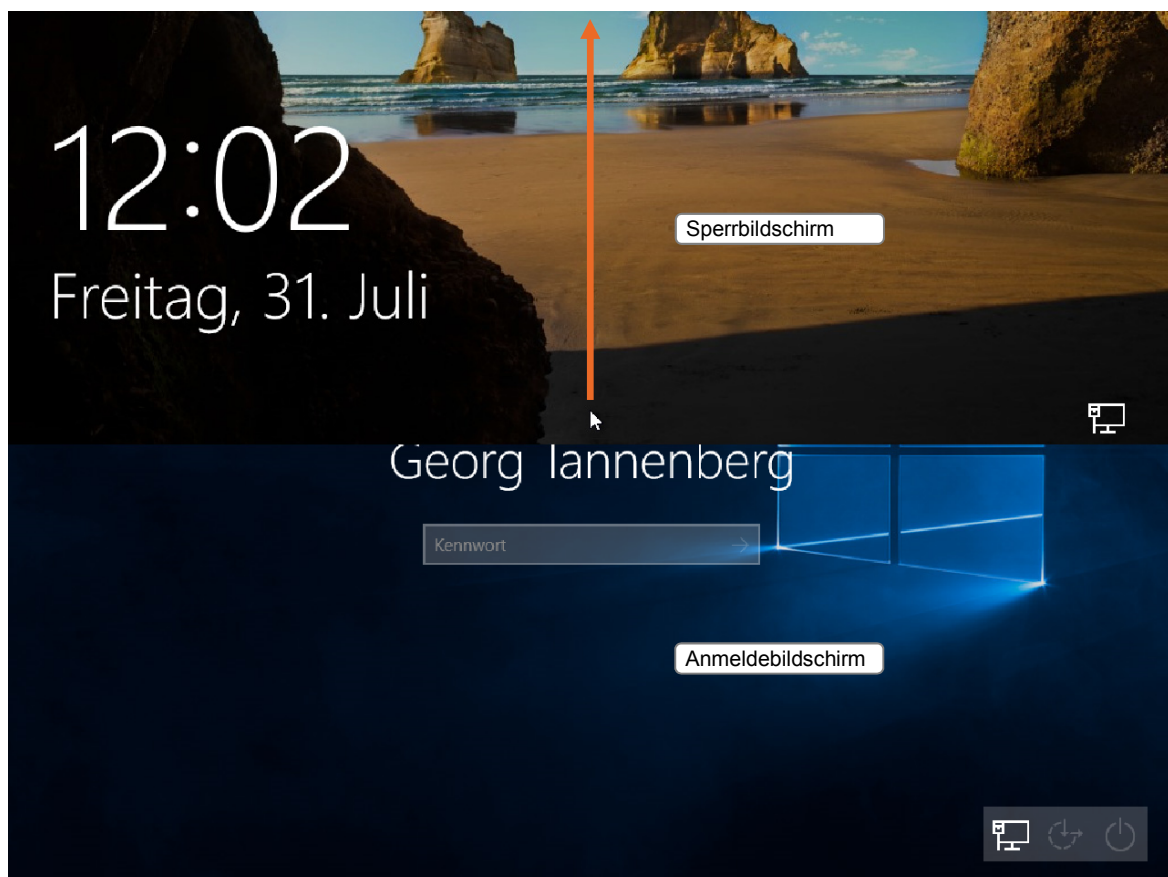 12:02
Sperrbildschirm
Freitag, 31. Juli
Georg Tannenberg
Kennwort
Anmeldebildschirm